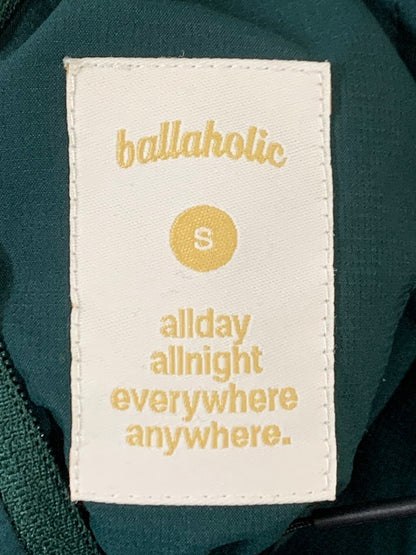 ballaholic
S
allday
allnight
everywhere
anywhere.